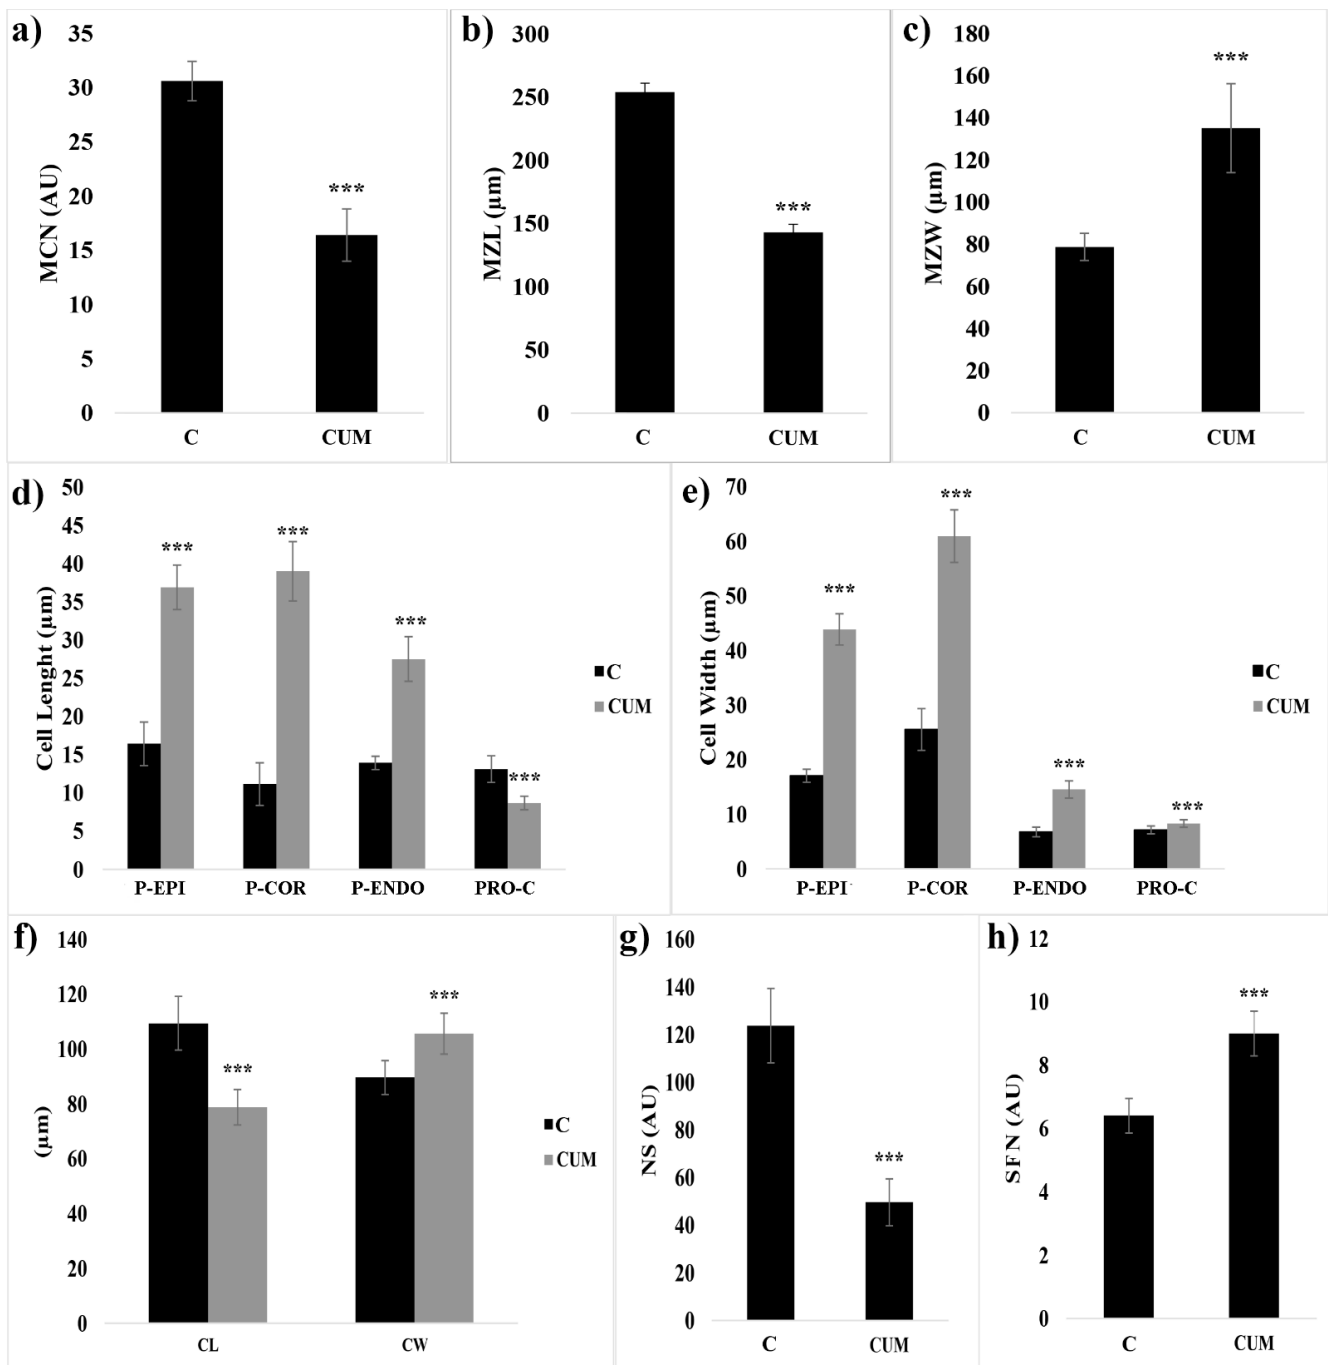 a)
35
30
25
20
15
10
5
0
MCN (AU)
***
C
CUM
b)
300
250
200
150
100
50
0
MZL (µm)
***
C
CUM
c)
180
160
140
120
100
80
60
40
20
0
MZW (µm)
***
C
CUM
d)
50
45
40
35
30
25
20
15
10
5
0
Cell Lenght (µm)
***
***
***
***
P-EPI
P-COR
P-ENDO
PRO-C
C
CUM
e)
70
60
50
40
30
20
10
0
Cell Width (µm)
***
***
***
***
P-EPI
P-COR
P-ENDO
PRO-C
C
CUM
f)
140
120
100
80
60
40
20
0
(µm)
***
***
CL
CW
C
CUM
g)
160
140
120
100
80
60
40
20
0
NS (AU)
***
C
CUM
h)
12
10
8
6
4
2
0
SFN (AU)
***
C
CUM